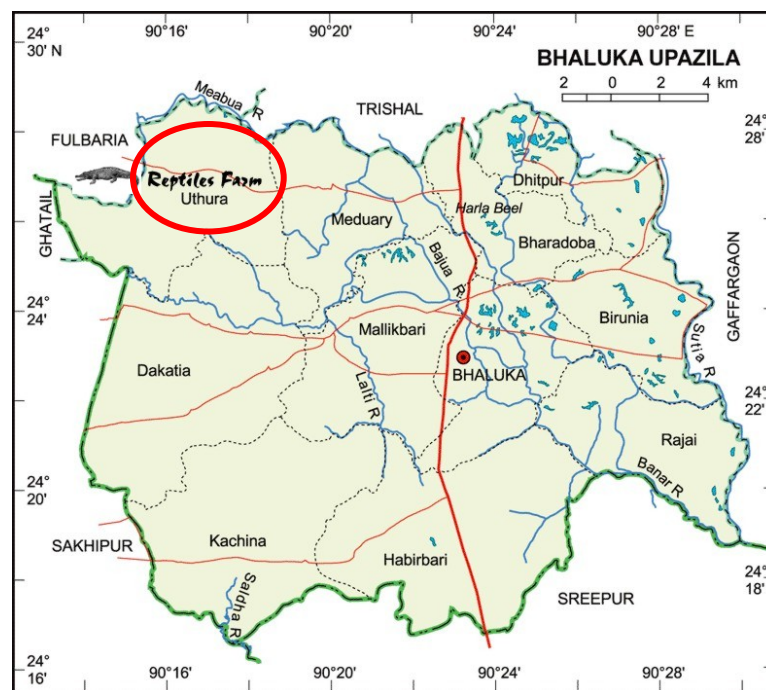 90° 16' 90° 20' 90° 24' 90° 28' E
24°
30' N
BHALUKA UPAZILA
2 0 2 4 km
Meabua R
TRISHAL
24°
28'
FULBARIA
Reptiles Farm
Uthura
Dhitpur
Harla Beel
Meduary
GHATAIL
Bharadoba
Bajua R
GAFFARGAON
24°
24'
Mallikbari
Birunia
Sutia R
Dakatia
BHALUKA
Lalti R
24°
22'
Rajai
Banar R
24°
20'
Kachina
SAKHIPUR
Habirbari
Saldha R
SREEPUR
24°
18'
24°
16'
90° 16' 90° 20' 90° 24' 90° 28'